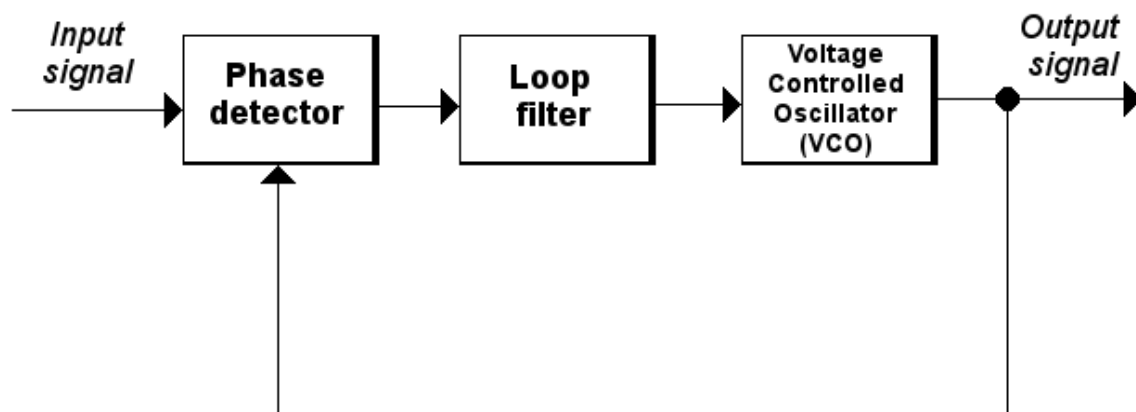 Input
signal
Phase
detector
Loop
filter
Voltage
Controlled
Oscillator
(VCO)
Output
signal